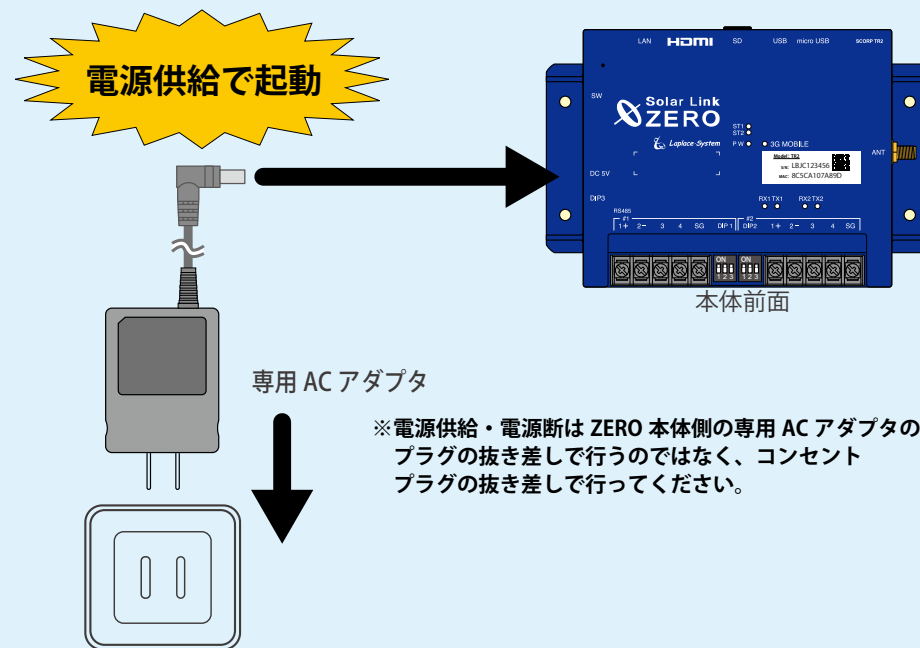 電源供給で起動
LAN HDMI SD USB micro USB SCORP TR2
SW
Solar Link
ZERO
ST1
ST2
Laplace System
PW 3G MOBILE
Model: TR2
S/N: LBJC123456
MAC: 8C5CA107A89D
ANT
DC 5V
DIP3
RX1 TX1 RX2 TX2
RS485
#1 #2
1+ 2− 3 4 SG DIP 1 DIP2 1+ 2− 3 4 SG
ON ON
1 2 3 1 2 3
本体前面
専用 AC アダプタ
※電源供給・電源断は ZERO 本体側の専用 AC アダプタの
プラグの抜き差しで行うのではなく、コンセント
プラグの抜き差しで行ってください。